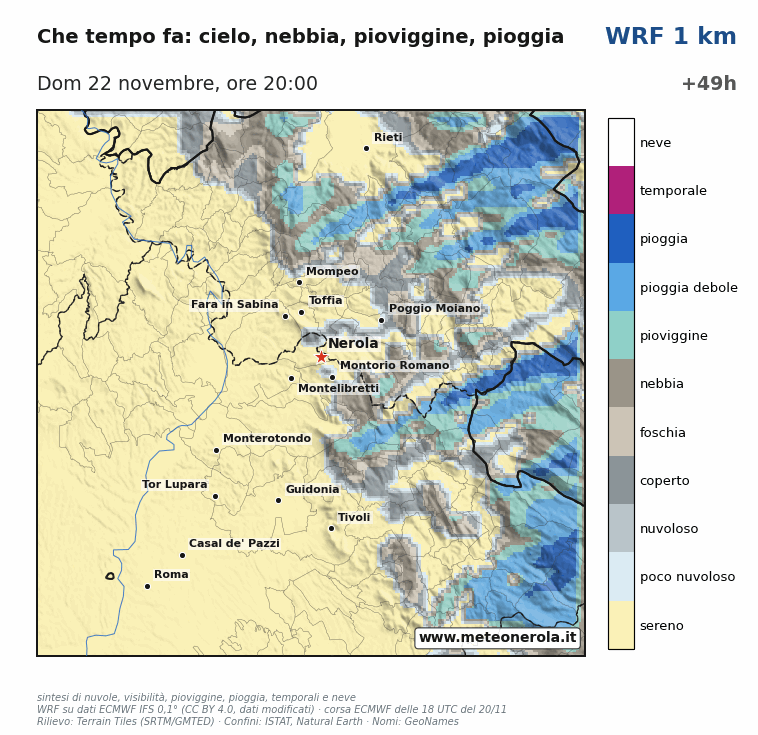 Che tempo fa: cielo, nebbia, pioviggine, pioggia
WRF 1 km
Dom 22 novembre, ore 20:00
+49h
Rieti
Mompeo
Toffia
Fara in Sabina
Poggio Moiano
Nerola
Montorio Romano
Montelibretti
Monterotondo
Tor Lupara
Guidonia
Tivoli
Casal de' Pazzi
Roma
www.meteonerola.it
neve
temporale
pioggia
pioggia debole
pioviggine
nebbia
foschia
coperto
nuvoloso
poco nuvoloso
sereno
sintesi di nuvole, visibilità, pioviggine, pioggia, temporali e neve
WRF su dati ECMWF IFS 0,1° (CC BY 4.0, dati modificati) · corsa ECMWF delle 18 UTC del 20/11
Rilievo: Terrain Tiles (SRTM/GMTED) · Confini: ISTAT, Natural Earth · Nomi: GeoNames